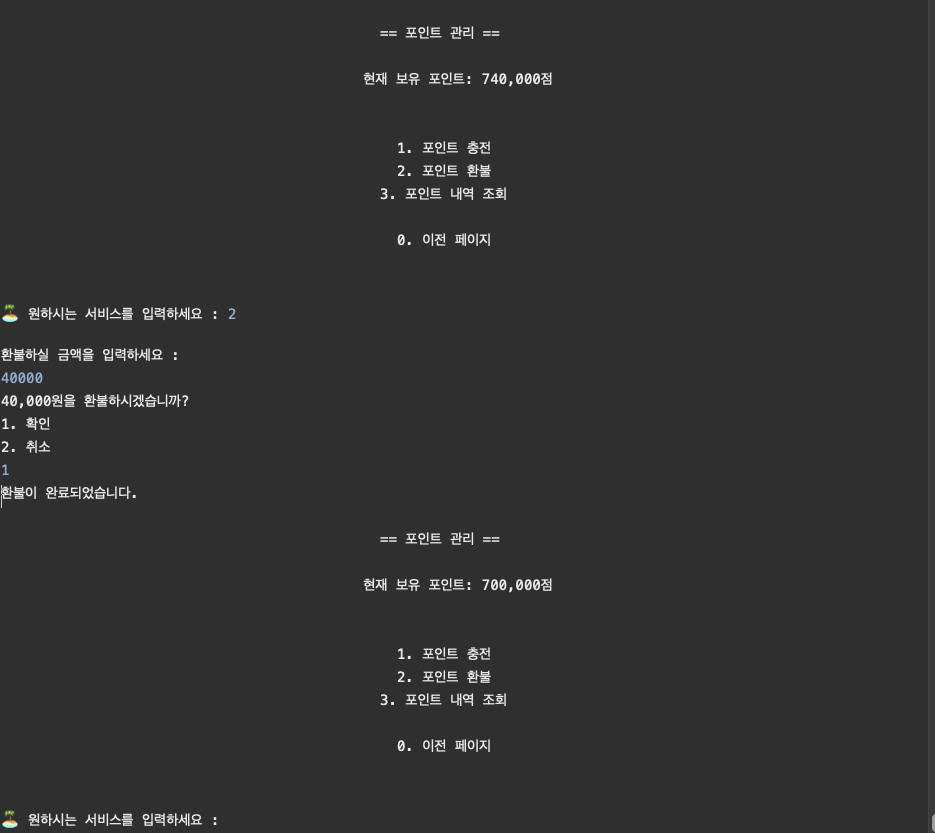 == 포인트 관리 ==
현재 보유 포인트: 740,000점
1. 포인트 충전
2. 포인트 환불
3. 포인트 내역 조회
0. 이전 페이지
🏝 원하시는 서비스를 입력하세요 : 2
환불하실 금액을 입력하세요 :
40000
40,000원을 환불하시겠습니까?
1. 확인
2. 취소
1
환불이 완료되었습니다.
== 포인트 관리 ==
현재 보유 포인트: 700,000점
1. 포인트 충전
2. 포인트 환불
3. 포인트 내역 조회
0. 이전 페이지
🏝 원하시는 서비스를 입력하세요 :